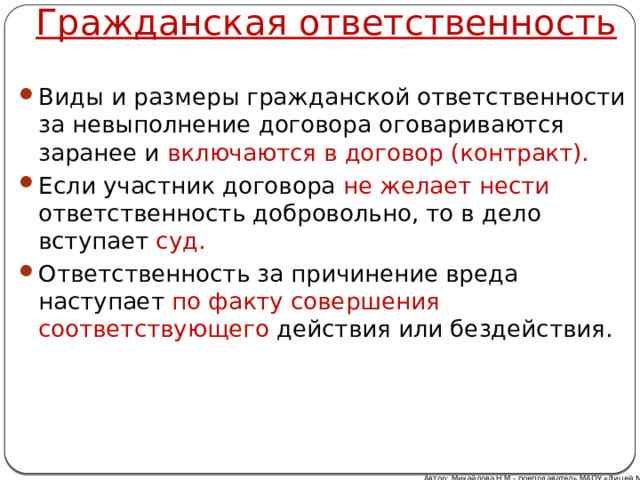 Гражданская ответственность
Виды и размеры гражданской ответственности
за невыполнение договора оговариваются
заранее и включаются в договор (контракт).
Если участник договора не желает нести
ответственность добровольно, то в дело
вступает суд.
Ответственность за причинение вреда
наступает по факту совершения
соответствующего действия или бездействия.
Автор: Михайлова Н.М.- преподаватель МАОУ «Лицей